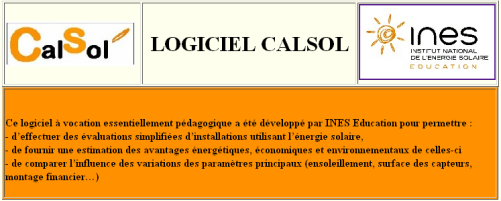 CalSol
LOGICIEL CALSOL
ines
INSTITUT NATIONAL
DE L'ENERGIE SOLAIRE
EDUCATION
Ce logiciel à vocation essentiellement pédagogique a été développé par INES Education pour permettre :
- d'effectuer des évaluations simplifiées d'installations utilisant l'énergie solaire,
- de fournir une estimation des avantages énergétiques, économiques et environnementaux de celles-ci
- de comparer l'influence des variations des paramètres principaux (ensoleillement, surface des capteurs,
montage financier...)